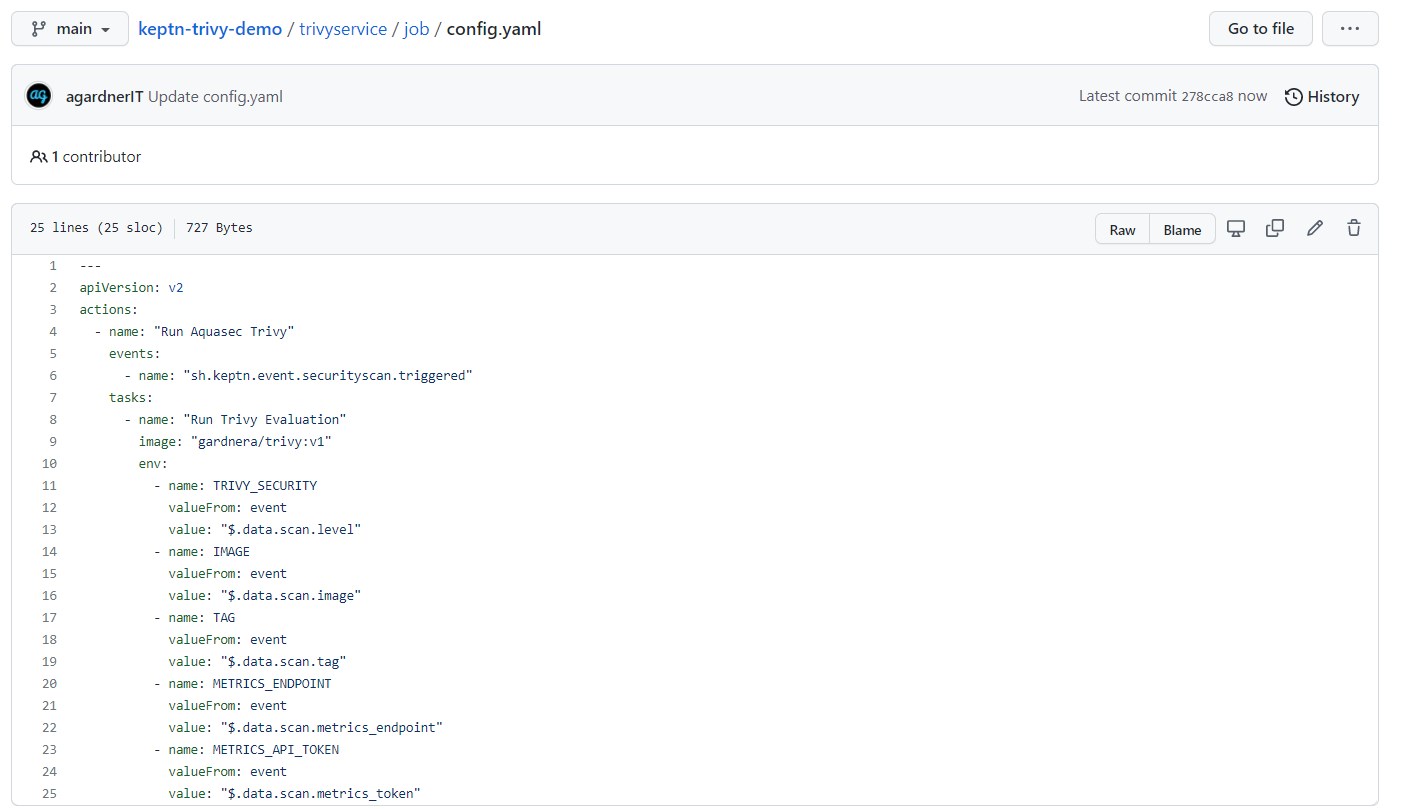 main keptn-trivy-demo / trivyservice / job / config.yaml Go to file ...
ag agardnerIT Update config.yaml Latest commit 278cca8 now History
1 contributor
25 lines (25 sloc) 727 Bytes Raw Blame
1 ---
2 apiVersion: v2
3 actions:
4   - name: "Run Aquasec Trivy"
5     events:
6       - name: "sh.keptn.event.securityscan.triggered"
7     tasks:
8       - name: "Run Trivy Evaluation"
9         image: "gardnera/trivy:v1"
10         env:
11           - name: TRIVY_SECURITY
12             valueFrom: event
13             value: "$.data.scan.level"
14           - name: IMAGE
15             valueFrom: event
16             value: "$.data.scan.image"
17           - name: TAG
18             valueFrom: event
19             value: "$.data.scan.tag"
20           - name: METRICS_ENDPOINT
21             valueFrom: event
22             value: "$.data.scan.metrics_endpoint"
23           - name: METRICS_API_TOKEN
24             valueFrom: event
25             value: "$.data.scan.metrics_token"